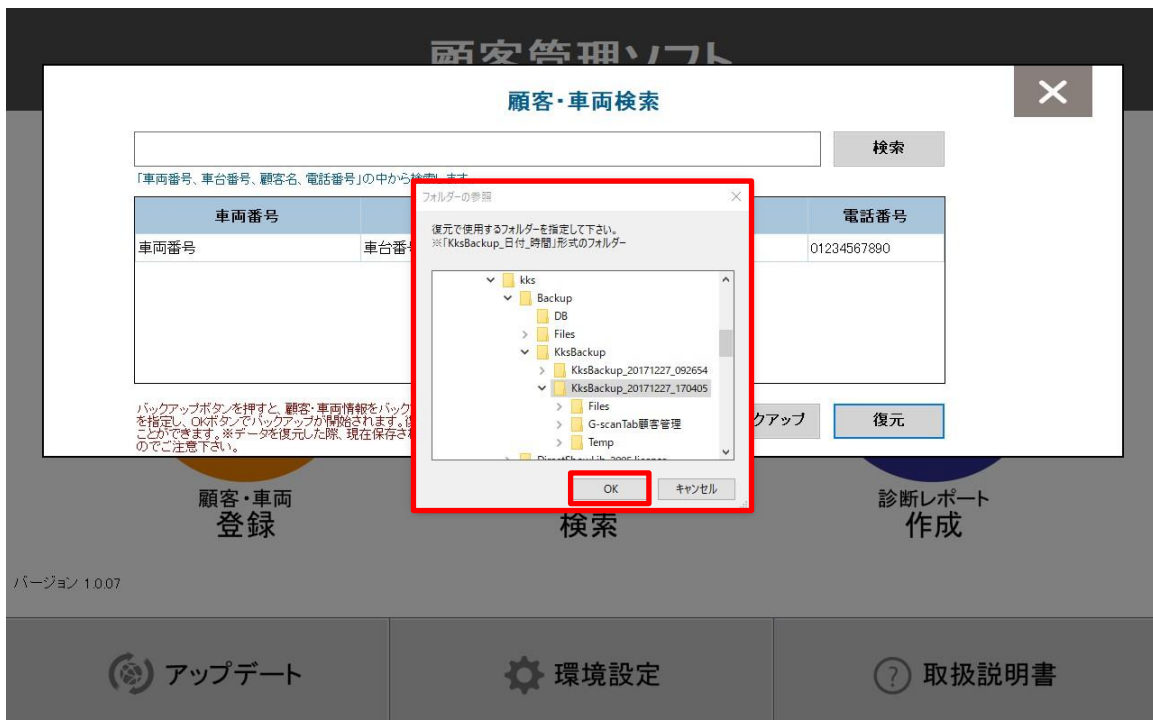 顧客管理ソフト
顧客・車両検索
検索
「車両番号、車台番号、顧客名、電話番号」の中から検索します
車両番号
電話番号
車両番号
車台番号
01234567890
フォルダーの参照
復元で使用するフォルダーを指定して下さい。
※「KksBackup_日付_時間」形式のフォルダー
kks
Backup
DB
Files
KksBackup
KksBackup_20171227_092654
KksBackup_20171227_170405
Files
G-scanTab顧客管理
Temp
DirectShowLib-2005.licence
OK
キャンセル
バックアップボタンを押すと、顧客・車両情報をバック
を指定し、OKボタンでバックアップが開始されます。
ことができます。※データを復元した際、現在保存さ
のでご注意下さい。
クアップ
復元
顧客・車両
登録
検索
診断レポート
作成
バージョン 1.0.07
アップデート
環境設定
取扱説明書